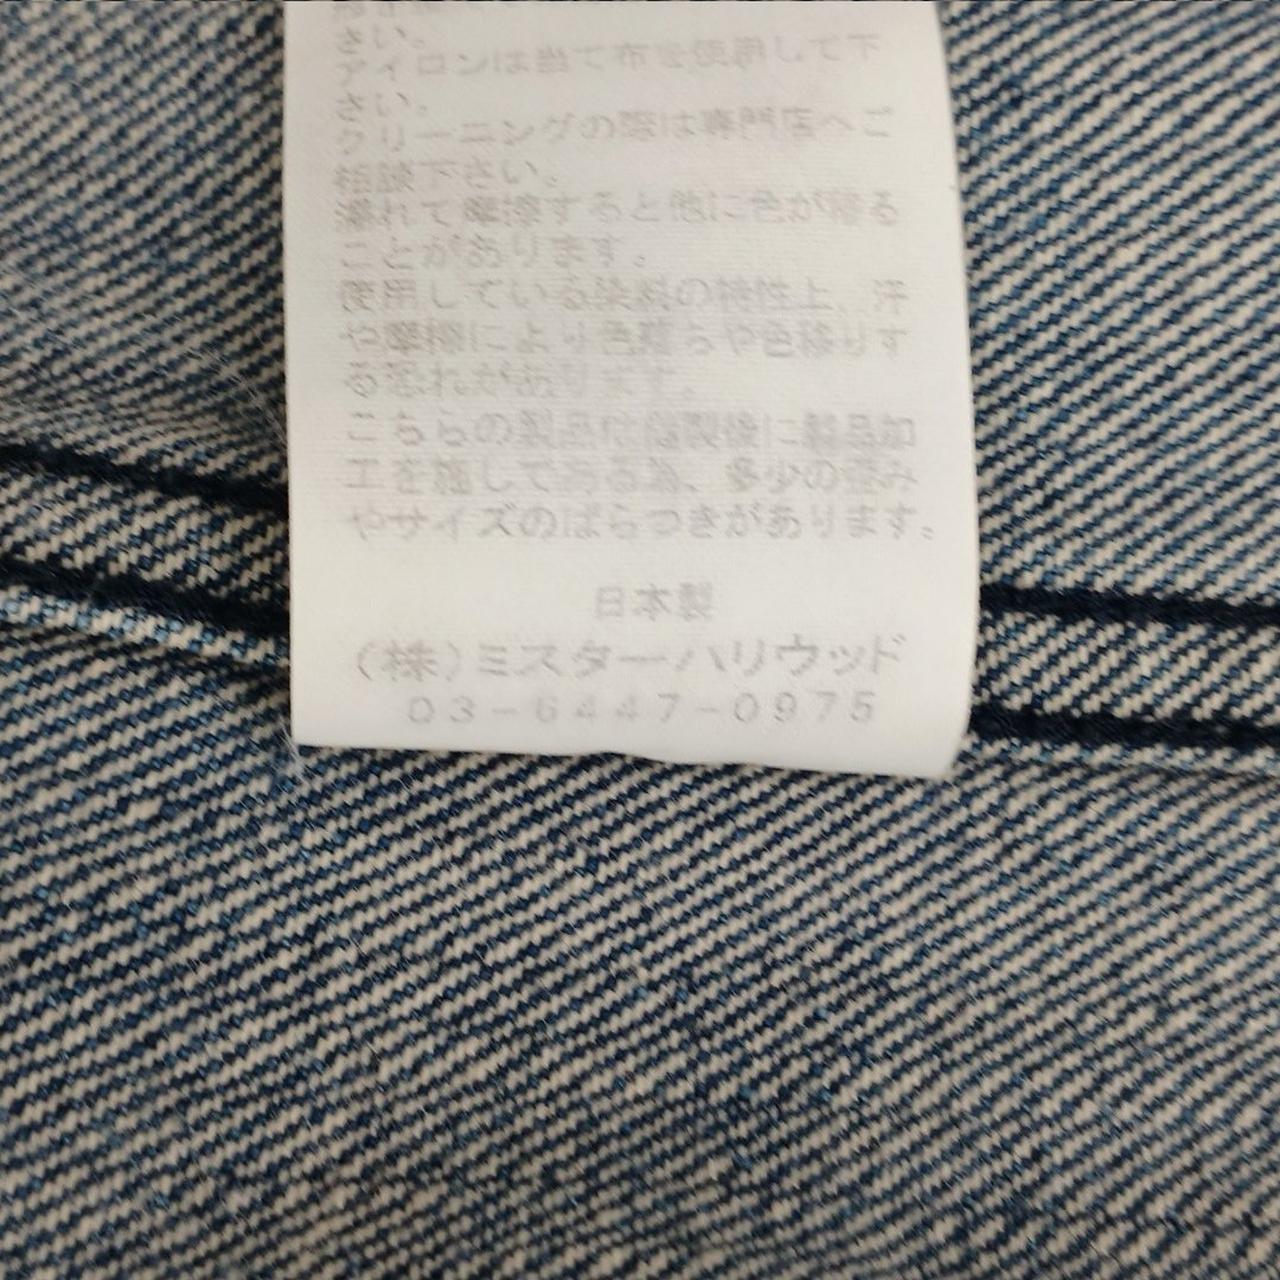 さい。
アイロンは当て布を使用して下
さい。
クリーニングの際は専門店へご
相談下さい。
濡れて摩擦すると他に色が移る
ことがあります。
使用している染料の特性上、汗
や摩擦により色落ちや色移りす
る恐れがあります。
こちらの製品は縫製後に製品加
工を施してある為、多少の歪み
やサイズのばらつきがあります。
日本製
(株)ミスターハリウッド
03-6447-0975